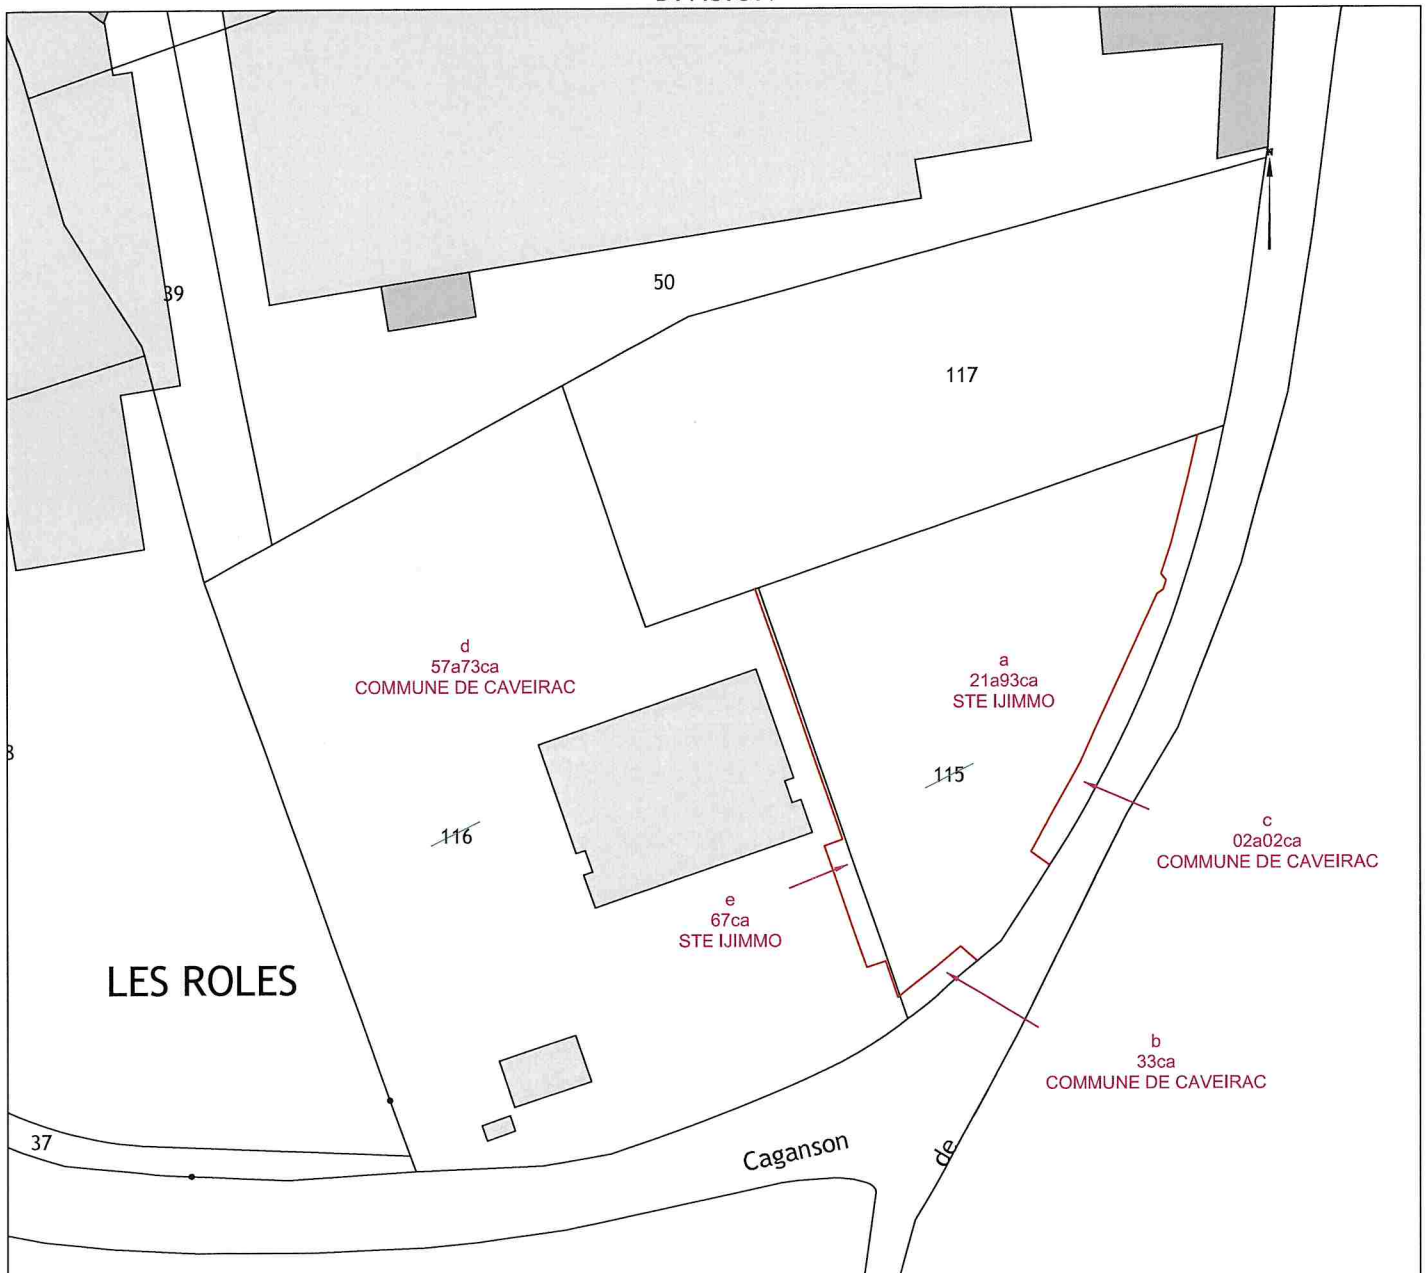 39
50
117
d
57a73ca
COMMUNE DE CAVEIRAC
a
21a93ca
STE IJIMMO
115
116
c
02a02ca
COMMUNE DE CAVEIRAC
e
67ca
STE IJIMMO
LES ROLES
b
33ca
COMMUNE DE CAVEIRAC
37
Caganson
de